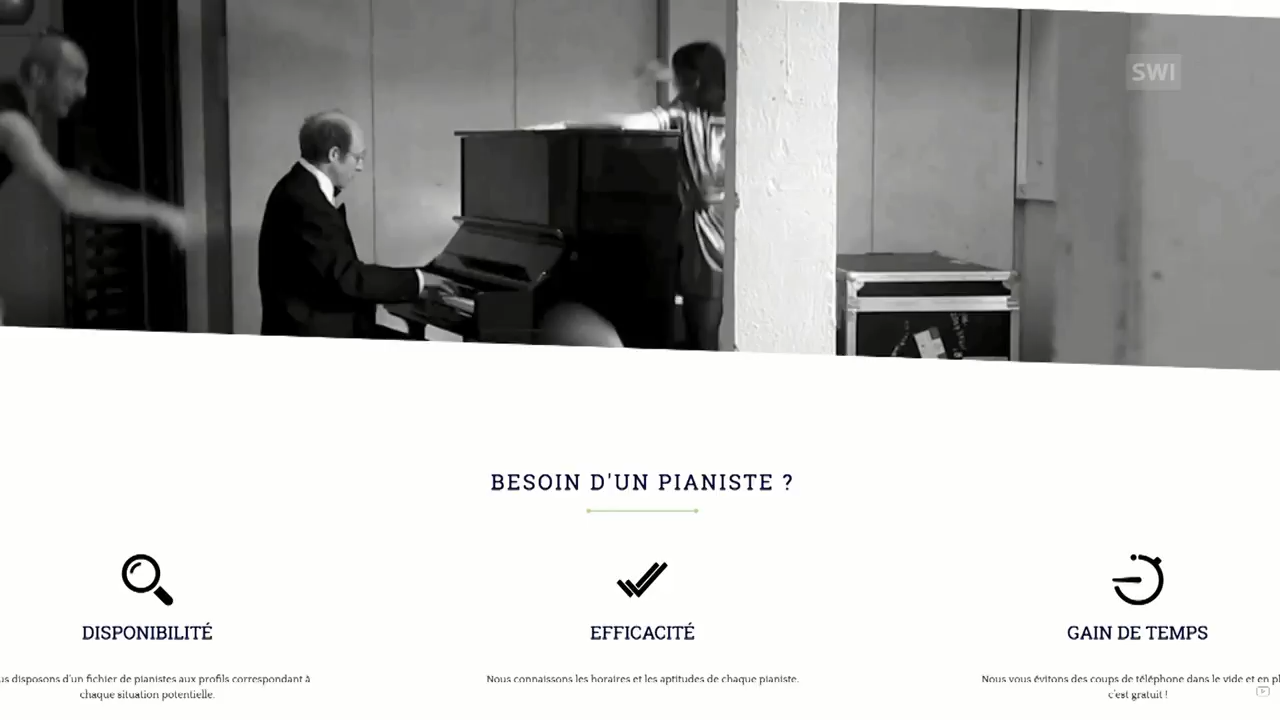 SWI
BESOIN D'UN PIANISTE ?
DISPONIBILITÉ
EFFICACITÉ
GAIN DE TEMPS
us disposons d'un fichier de pianistes aux profils correspondant à
chaque situation potentielle.
Nous connaissons les horaires et les aptitudes de chaque pianiste.
Nous vous évitons des coups de téléphone dans le vide et en pl
c'est gratuit !